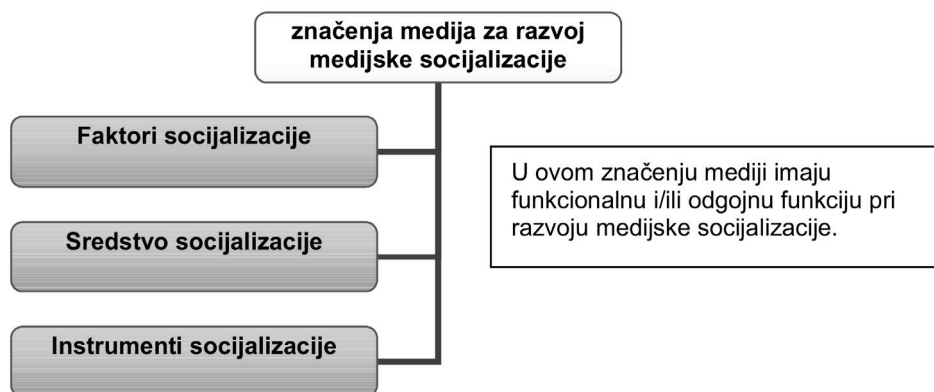 značenja medija za razvoj
medijske socijalizacije
Faktori socijalizacije
Sredstvo socijalizacije
Instrumenti socijalizacije
U ovom značenju mediji imaju
funkcionalnu i/ili odgojnu funkciju pri
razvoju medijske socijalizacije.